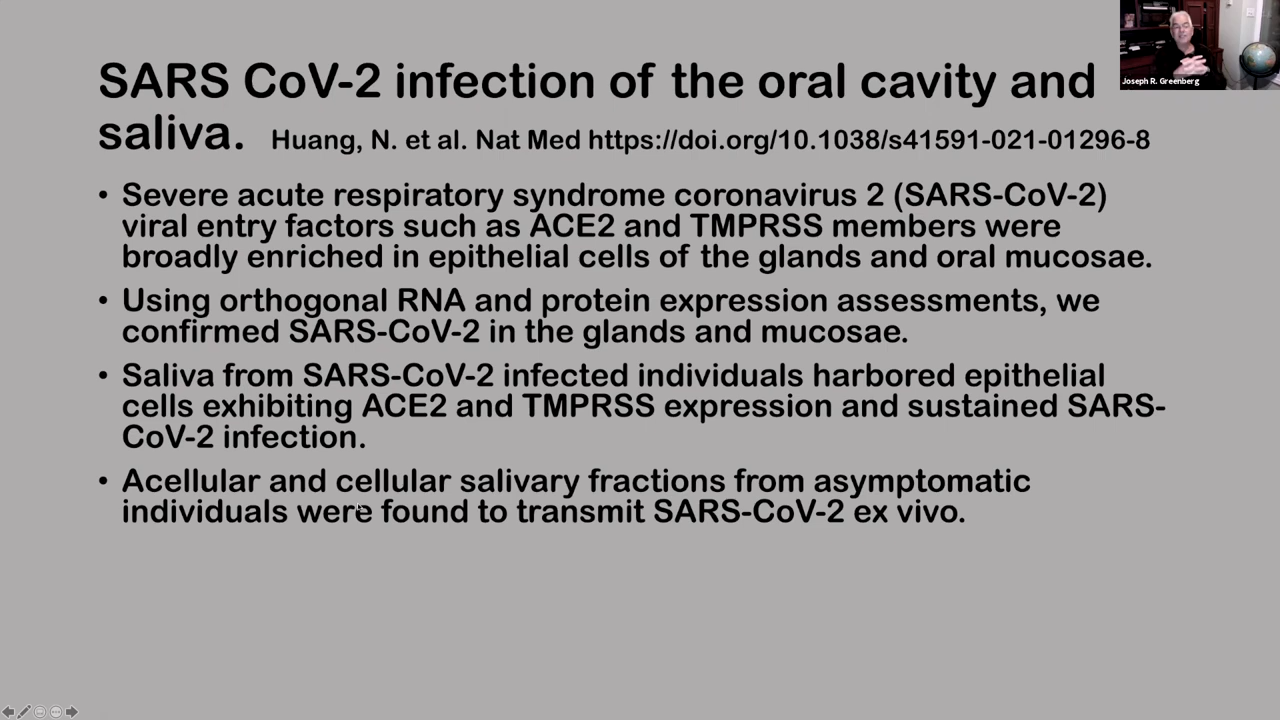 SARS CoV-2 infection of the oral cavity and
saliva. Huang, N. et al. Nat Med https://doi.org/10.1038/s41591-021-01296-8
Joseph R. Greenberg
• Severe acute respiratory syndrome coronavirus 2 (SARS-CoV-2)
viral entry factors such as ACE2 and TMPRSS members were
broadly enriched in epithelial cells of the glands and oral mucosae.
• Using orthogonal RNA and protein expression assessments, we
confirmed SARS-CoV-2 in the glands and mucosae.
• Saliva from SARS-CoV-2 infected individuals harbored epithelial
cells exhibiting ACE2 and TMPRSS expression and sustained SARS-
CoV-2 infection.
• Acellular and cellular salivary fractions from asymptomatic
individuals were found to transmit SARS-CoV-2 ex vivo.